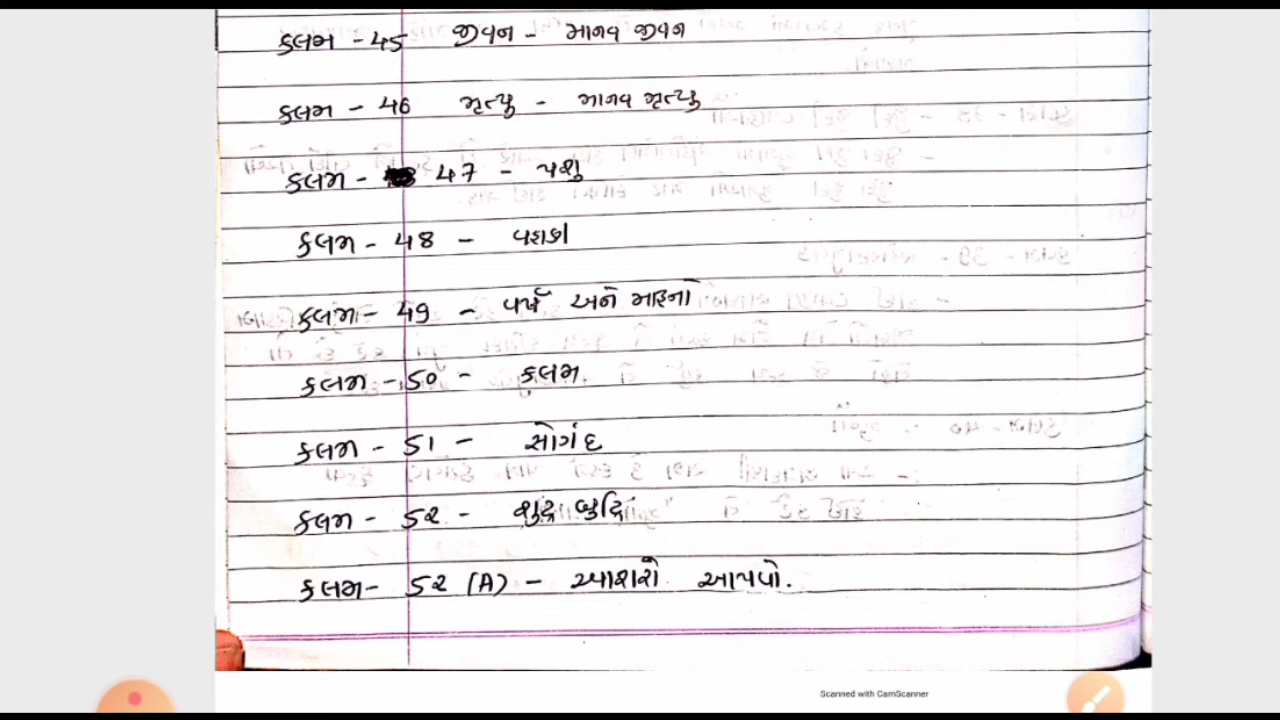 કલમ - 45 જીવન - માનવ જીવન
કલમ - 46 મૃત્યુ - માનવ મૃત્યુ
કલમ - 47 - પશુ
કલમ - 48 - વહાણ
કલમ - 49 - વર્ષ અને મહિનો
કલમ - 50 - કલમ.
કલમ - 51 - સોગંદ
કલમ - 52 - શુદ્ધ બુદ્ધિ
કલમ - 52 (A) - આશરો આપવો.
Scanned with CamScanner